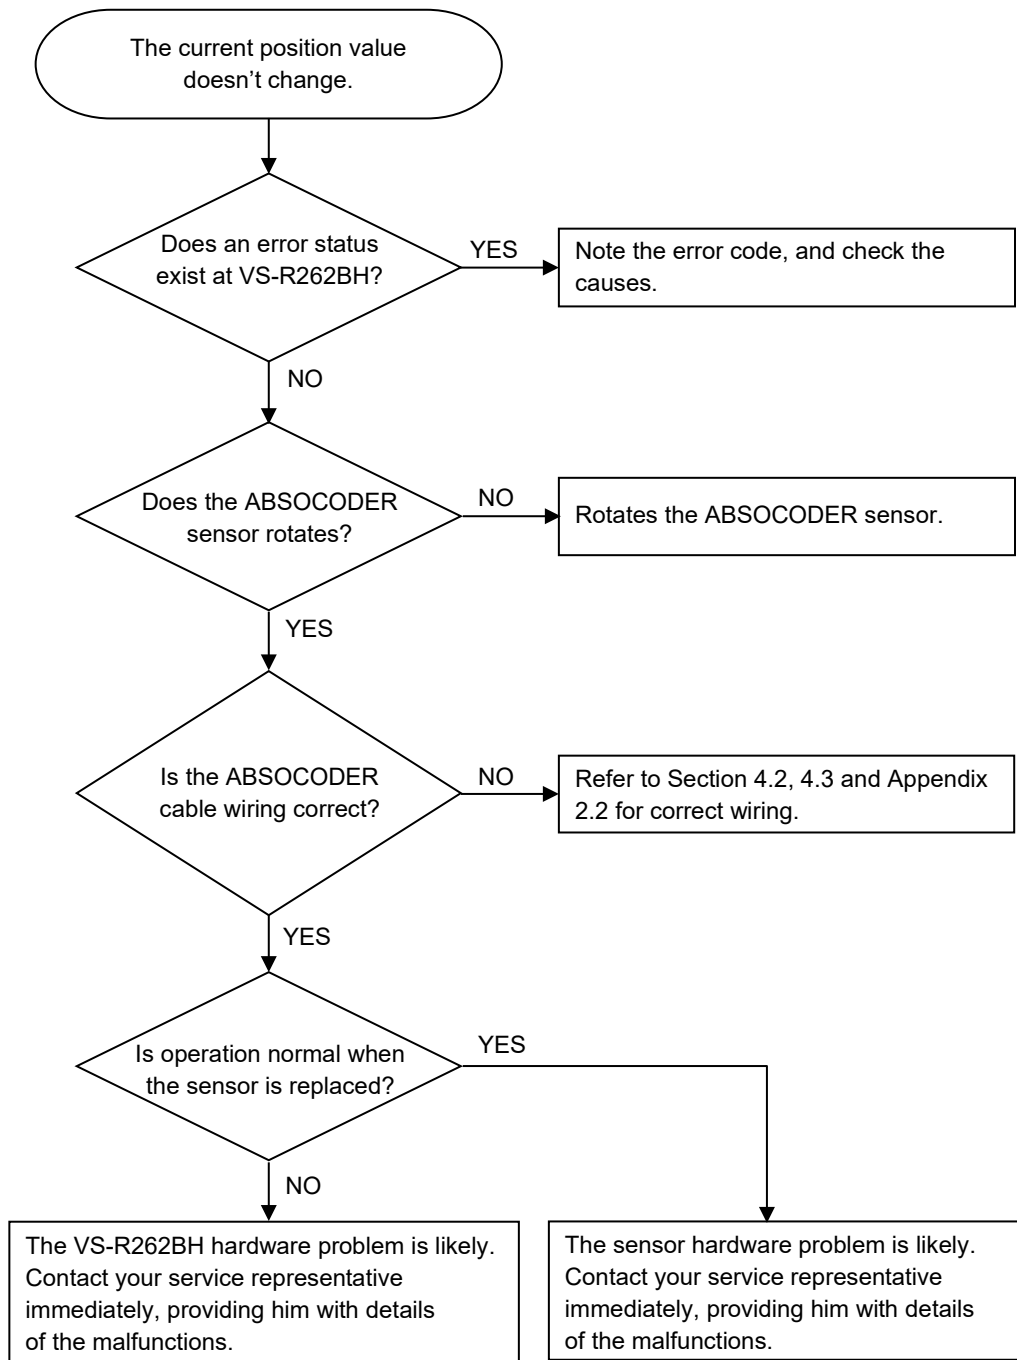 The current position value
doesn’t change.
Does an error status
exist at VS-R262BH?
YES
Note the error code, and check the
causes.
NO
Does the ABSOCODER
sensor rotates?
NO
Rotates the ABSOCODER sensor.
YES
Is the ABSOCODER
cable wiring correct?
NO
Refer to Section 4.2, 4.3 and Appendix
2.2 for correct wiring.
YES
Is operation normal when
the sensor is replaced?
YES
NO
The VS-R262BH hardware problem is likely.
Contact your service representative
immediately, providing him with details
of the malfunctions.
The sensor hardware problem is likely.
Contact your service representative
immediately, providing him with details
of the malfunctions.